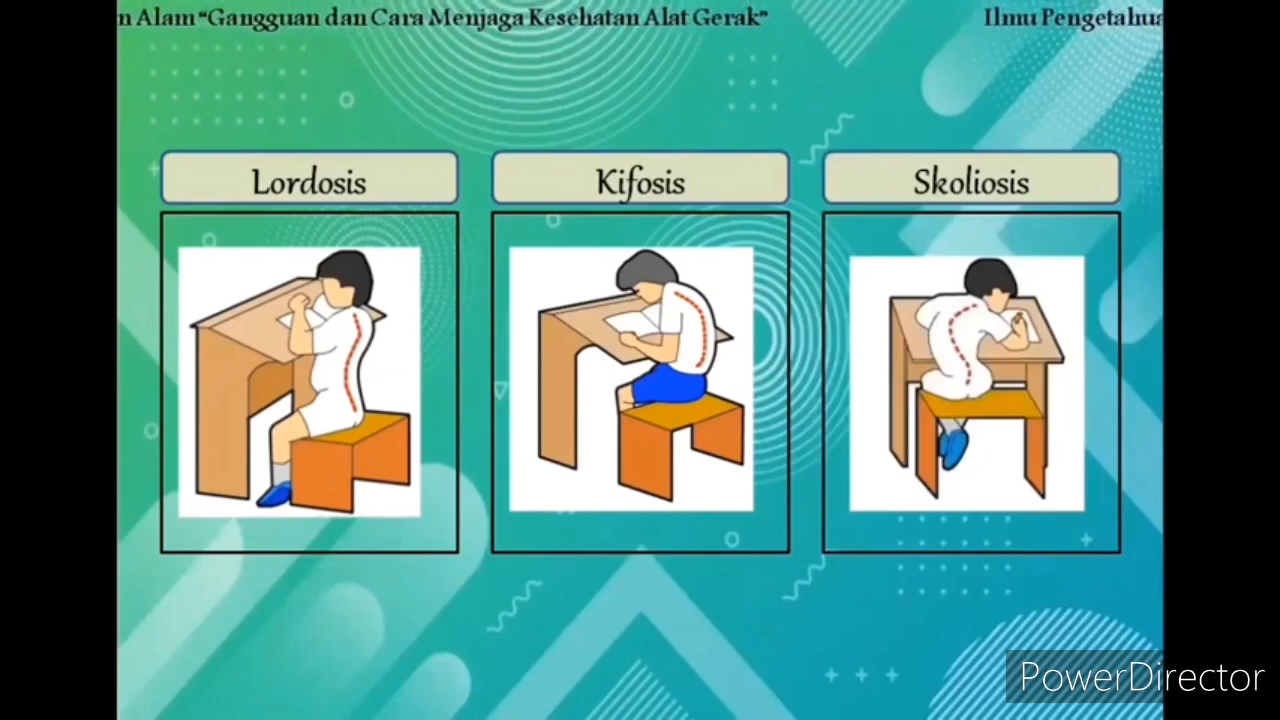 n Alam “Gangguan dan Cara Menjaga Kesehatan Alat Gerak” Ilmu Pengetahua
Lordosis
Kifosis
Skoliosis
PowerDirector